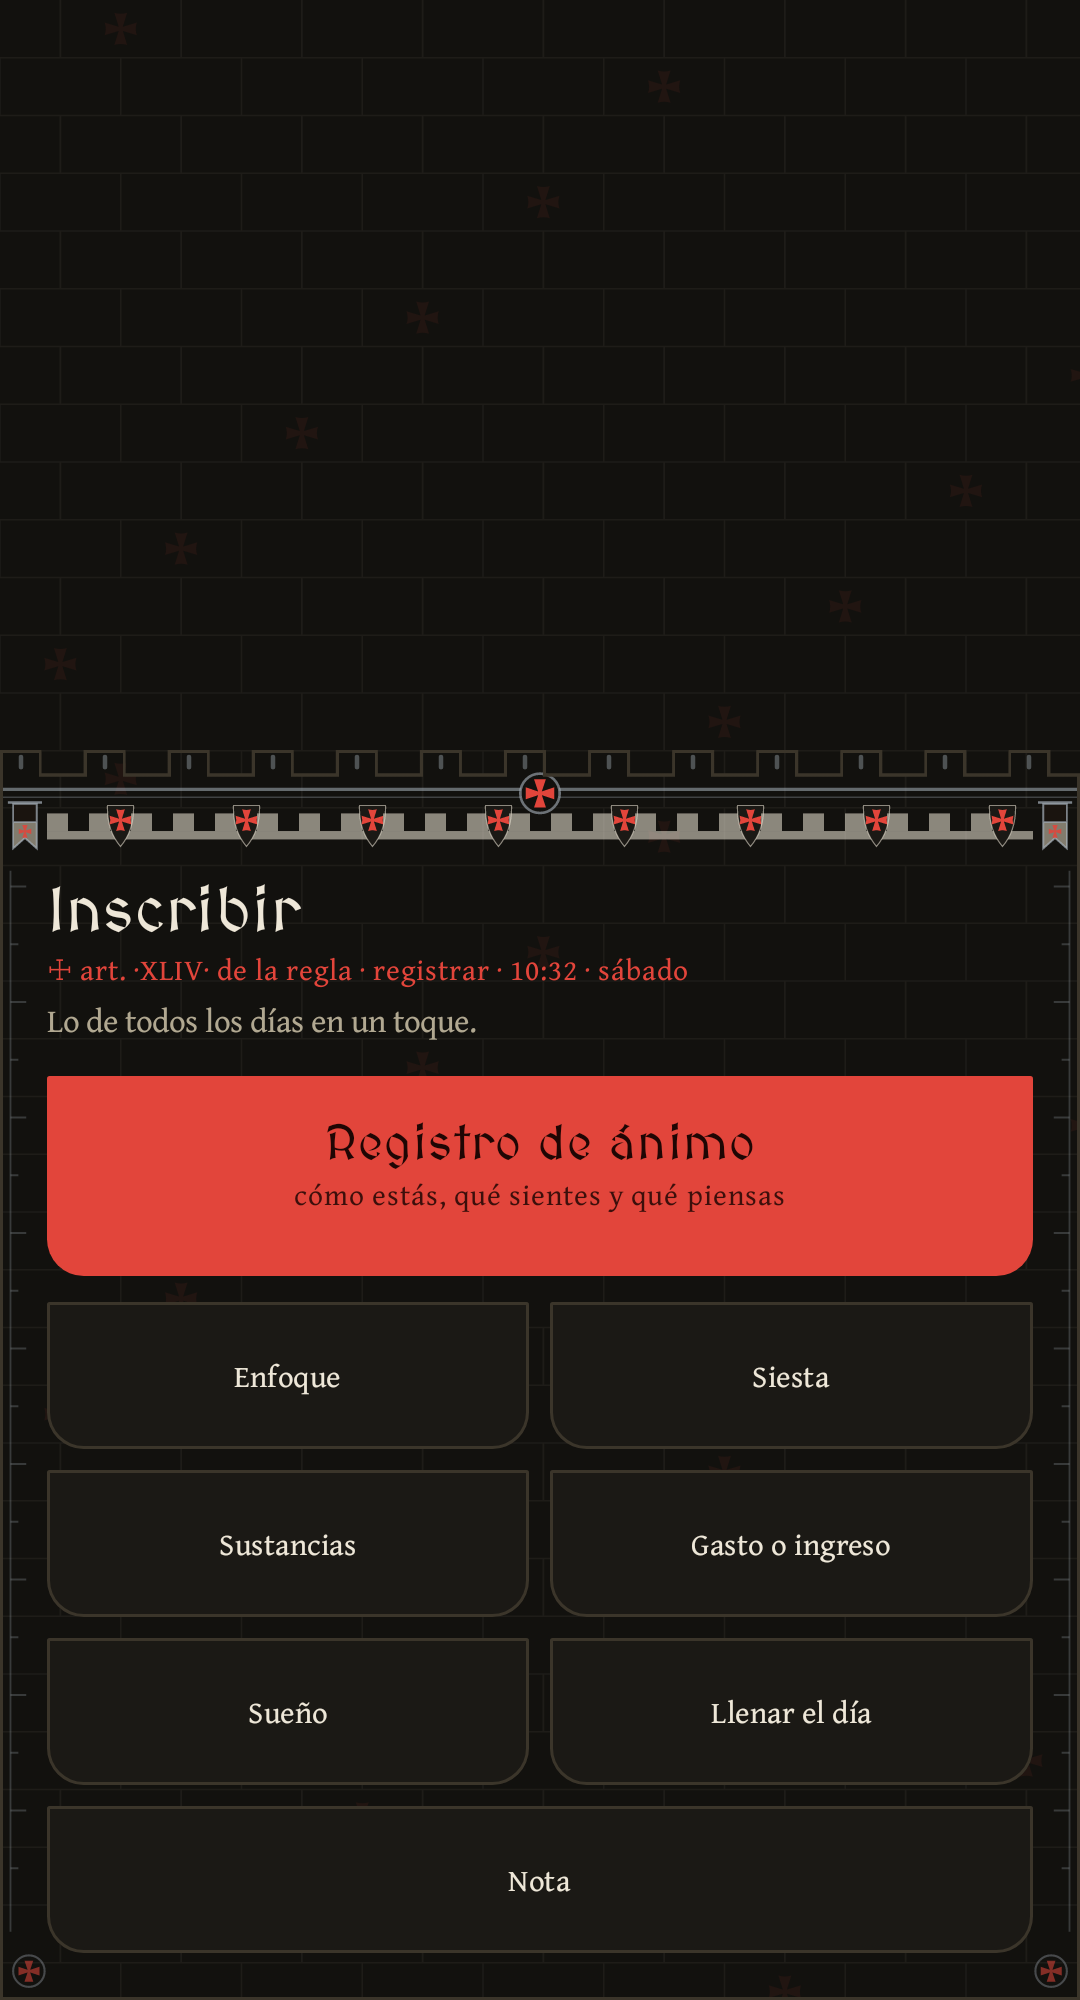 Inscribir
☩ art. ·XLIV· de la regla · registrar · 10:32 · sábado
Lo de todos los días en un toque.
Registro de ánimo
cómo estás, qué sientes y qué piensas
Enfoque
Siesta
Sustancias
Gasto o ingreso
Sueño
Llenar el día
Nota